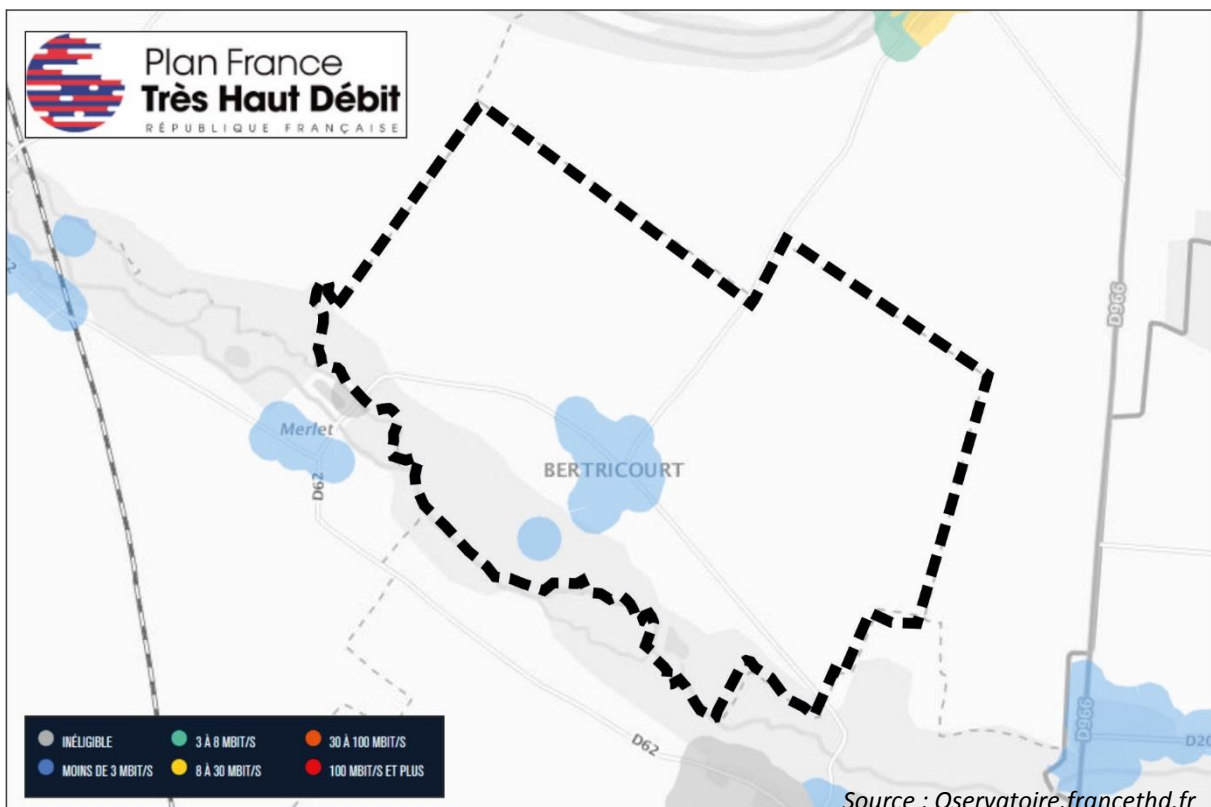 Plan France
Très Haut Débit
RÉPUBLIQUE FRANÇAISE
D966
Merlet
D62
BERTRICOURT
D62
D966
D20
INÉLIGIBLE
3 À 8 MBIT/S
30 À 100 MBIT/S
MOINS DE 3 MBIT/S
8 À 30 MBIT/S
100 MBIT/S ET PLUS
Source : Oservatoire.francethd.fr